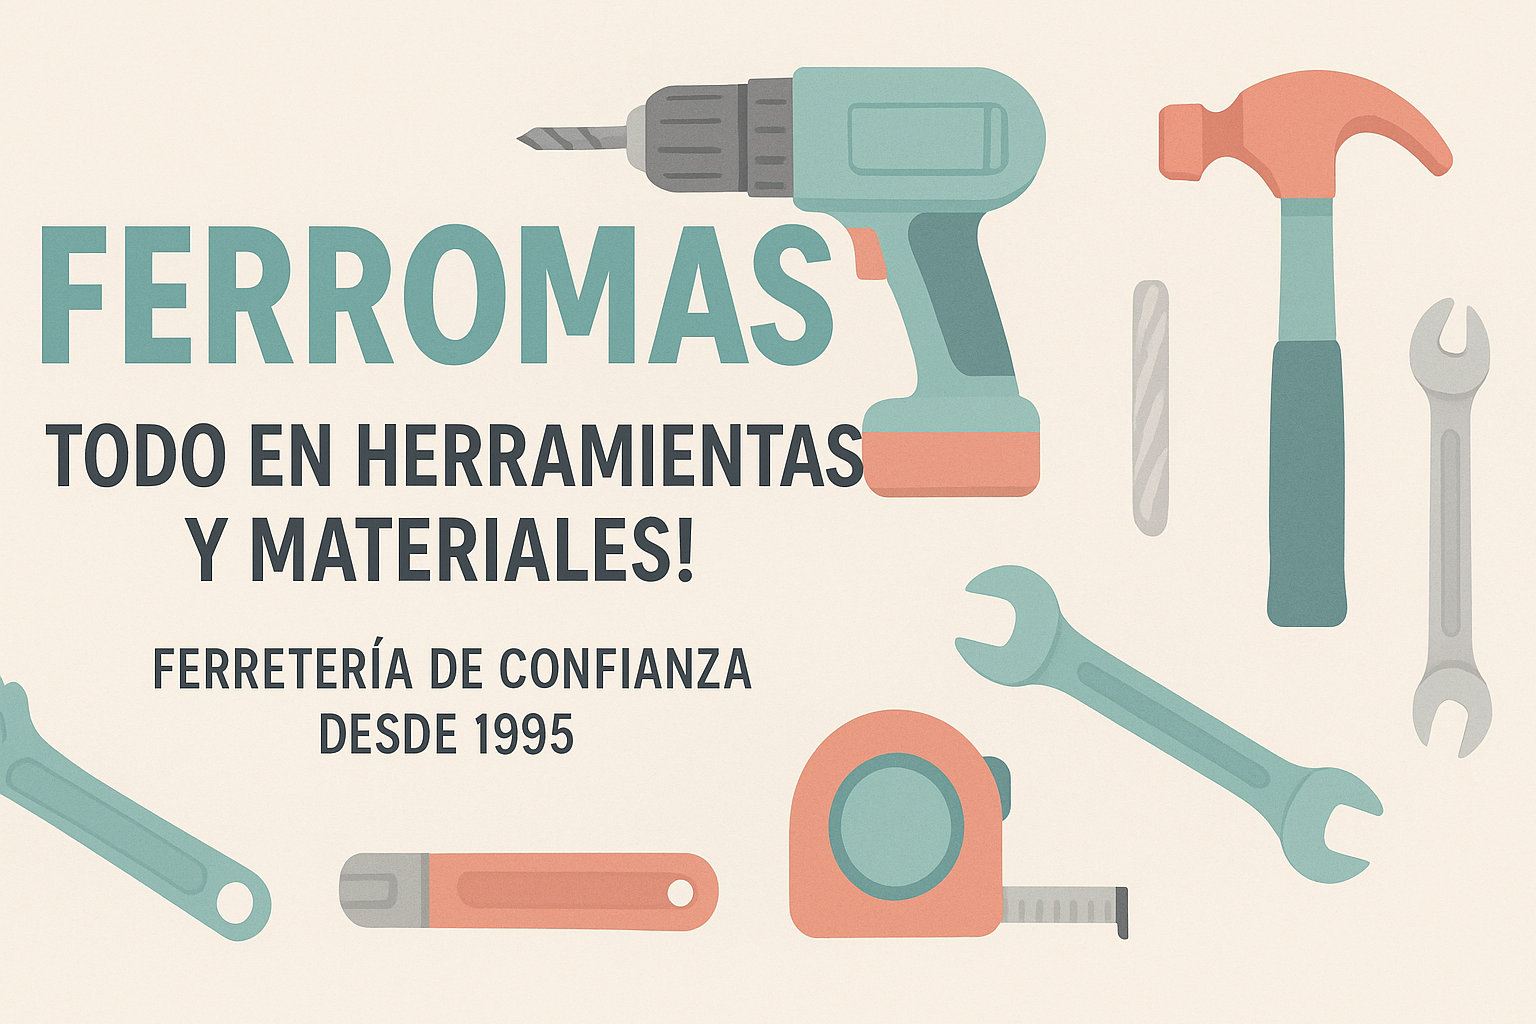 FERROMAS
TODO EN HERRAMIENTAS
Y MATERIALES!
FERRETERÍA DE CONFIANZA
DESDE 1995